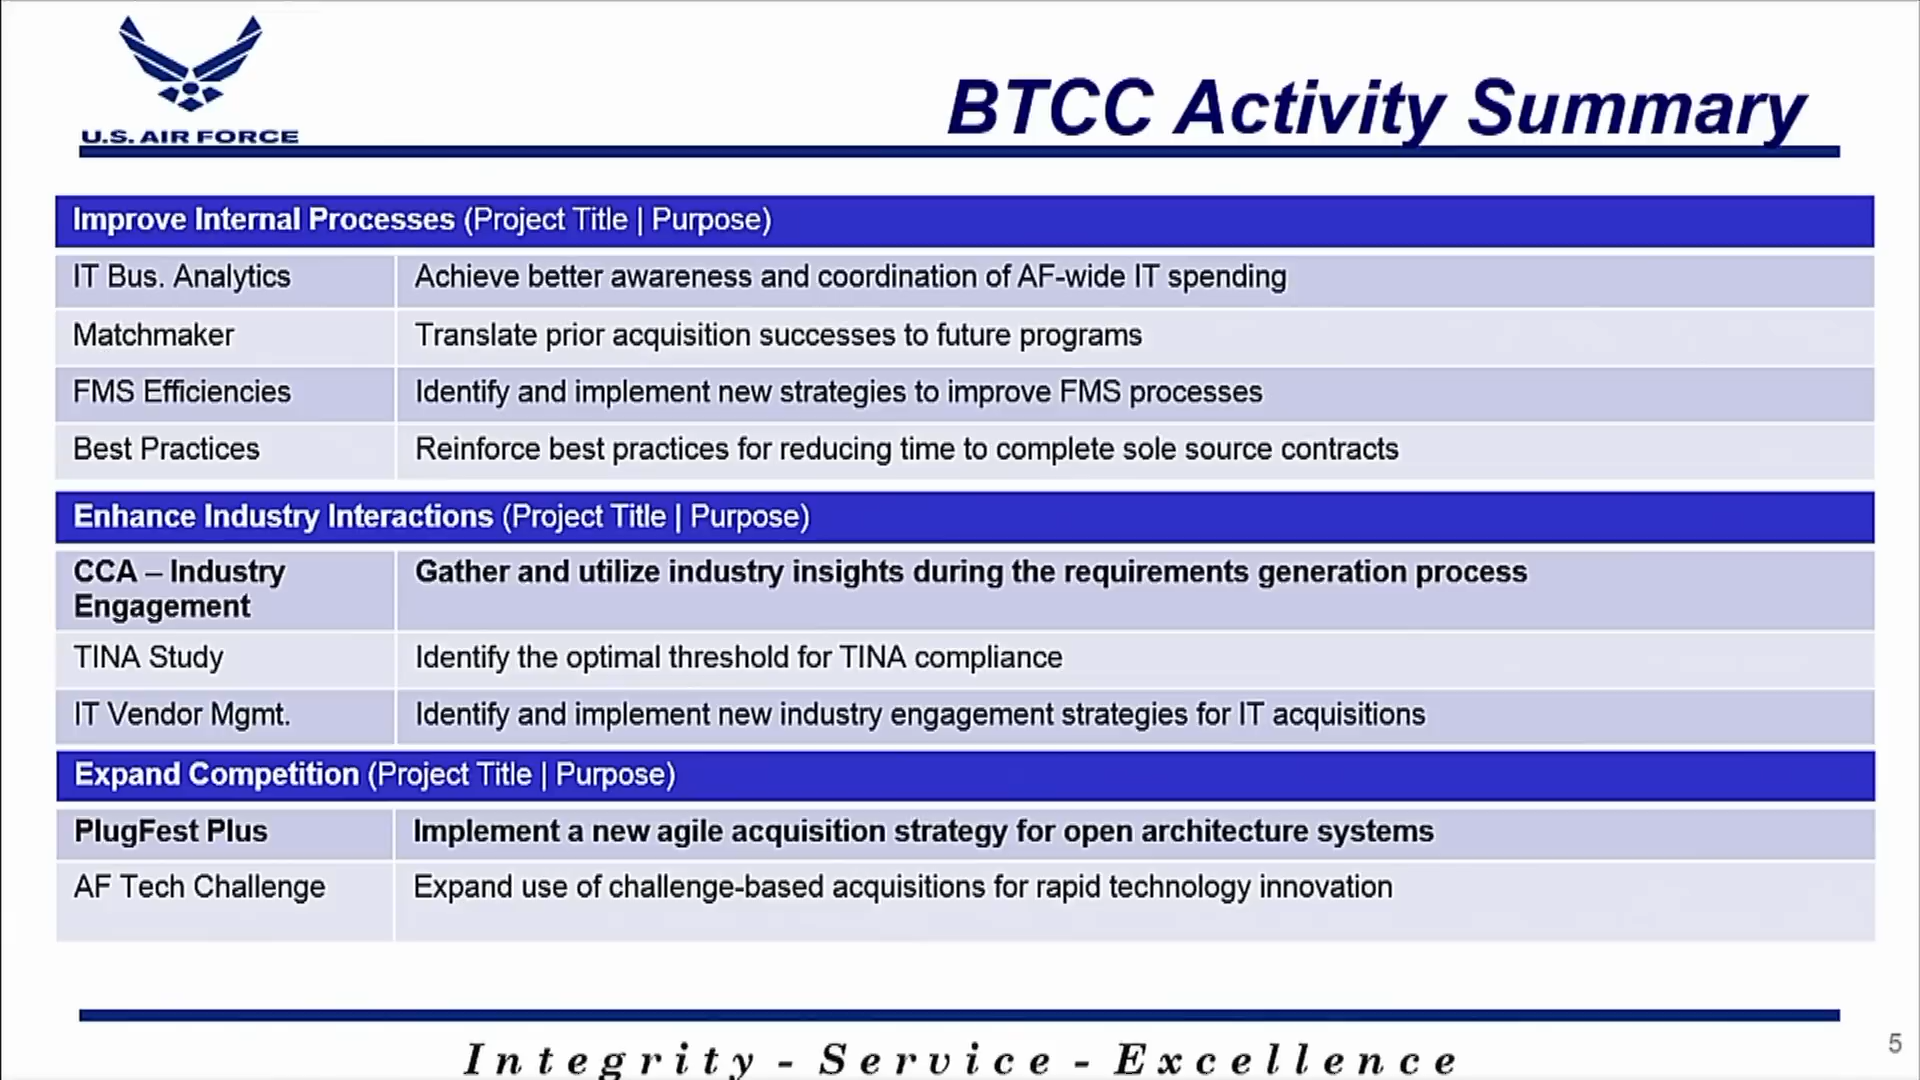 U.S. AIR FORCE
BTCC Activity Summary
Improve Internal Processes (Project Title | Purpose)
IT Bus. Analytics
Achieve better awareness and coordination of AF-wide IT spending
Matchmaker
Translate prior acquisition successes to future programs
FMS Efficiencies
Identify and implement new strategies to improve FMS processes
Best Practices
Reinforce best practices for reducing time to complete sole source contracts
Enhance Industry Interactions (Project Title | Purpose)
CCA – Industry
Engagement
Gather and utilize industry insights during the requirements generation process
TINA Study
Identify the optimal threshold for TINA compliance
IT Vendor Mgmt.
Identify and implement new industry engagement strategies for IT acquisitions
Expand Competition (Project Title | Purpose)
PlugFest Plus
Implement a new agile acquisition strategy for open architecture systems
AF Tech Challenge
Expand use of challenge-based acquisitions for rapid technology innovation
Integrity - Service - Excellence
5